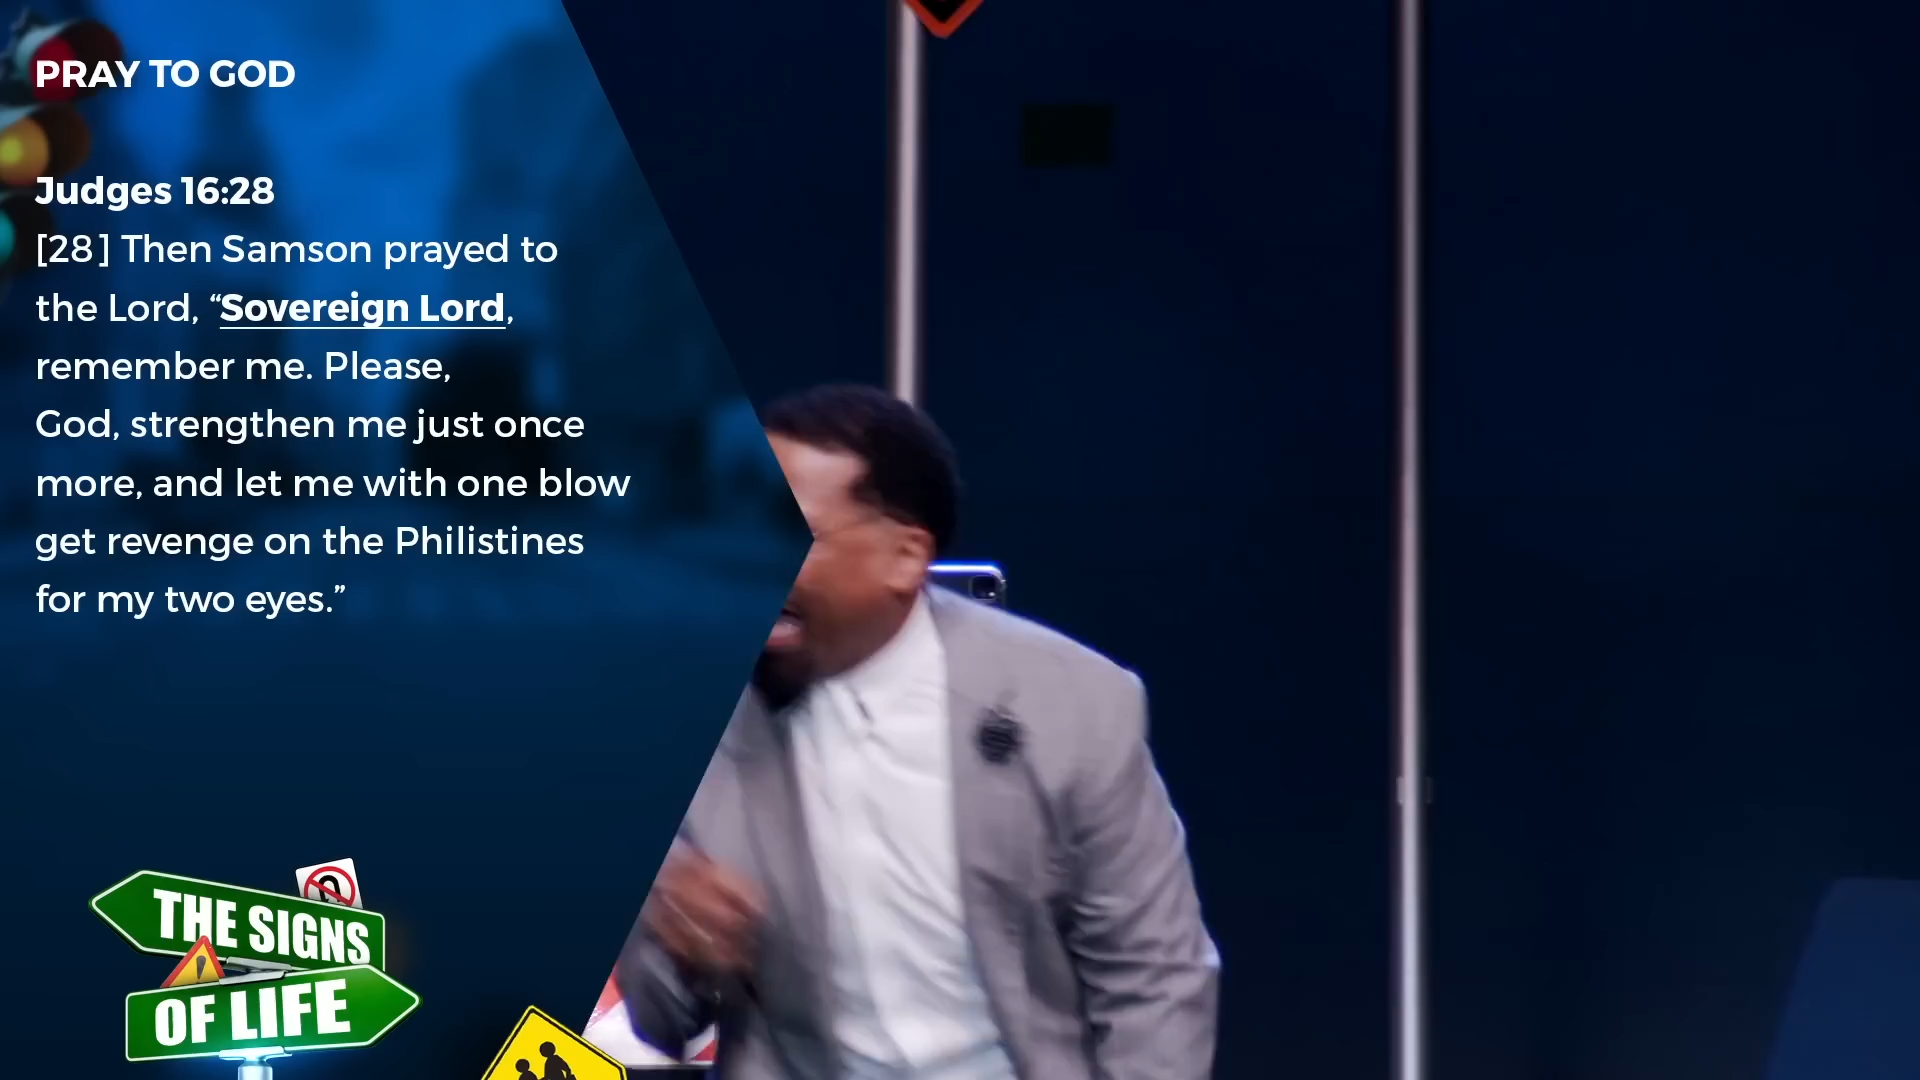 PRAY TO GOD
Judges 16:28
[28] Then Samson prayed to
the Lord, “Sovereign Lord,
remember me. Please,
God, strengthen me just once
more, and let me with one blow
get revenge on the Philistines
for my two eyes.”
THE SIGNS
OF LIFE